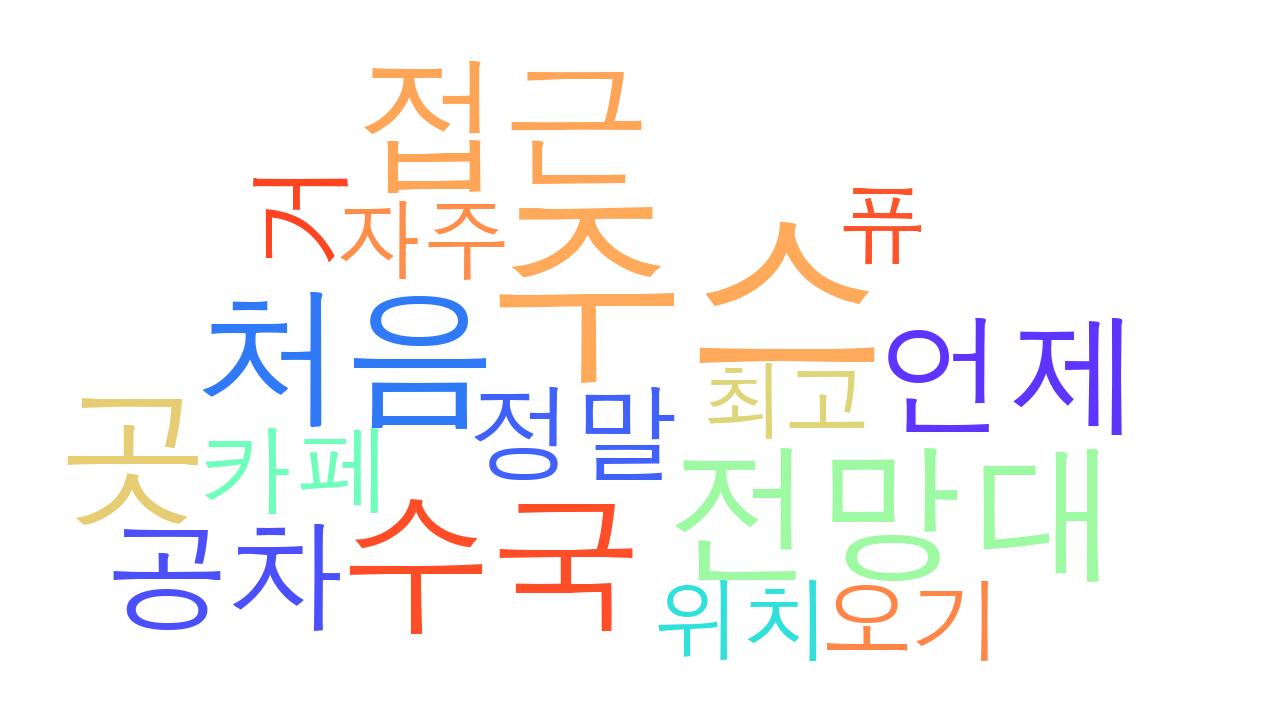 접근
거
자주
주스
퓨
처음
언제
최고
정말
곳
카페
전망대
수국
공차
위치
오기